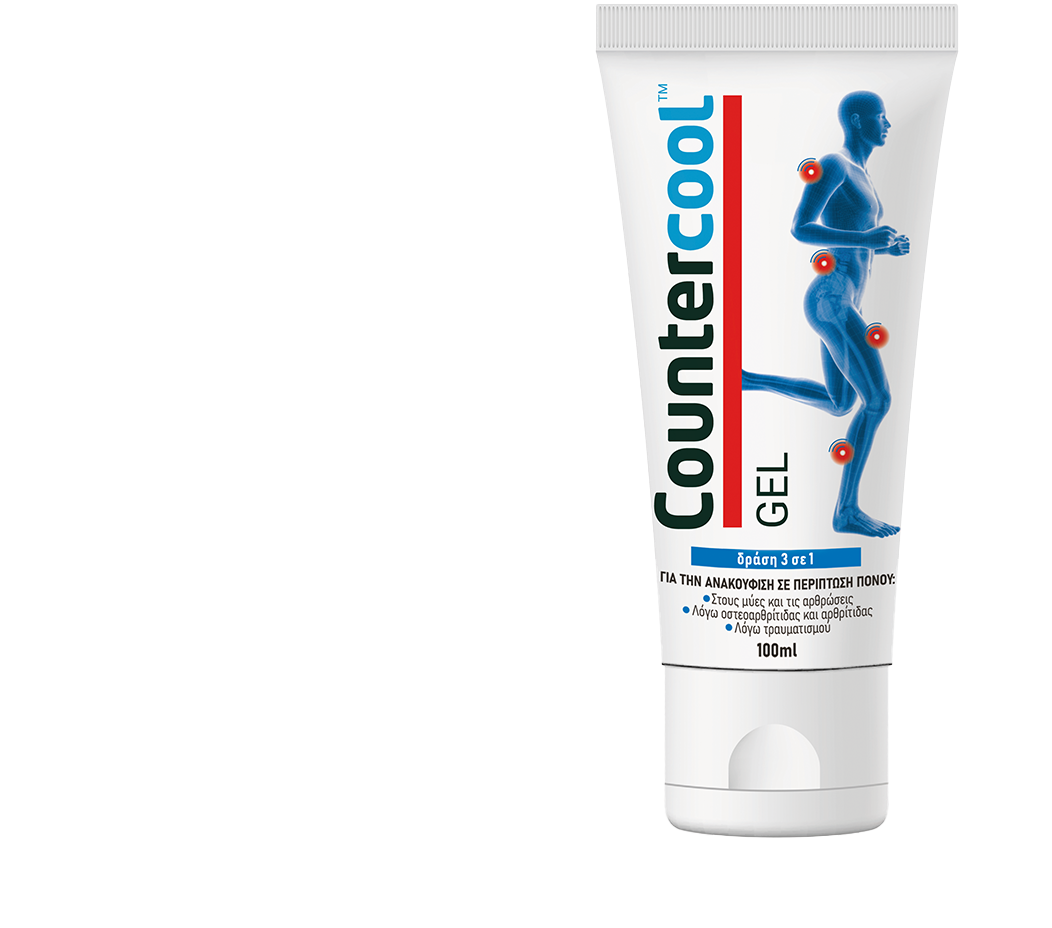 Countercool™
GEL
δράση 3 σε 1
ΓΙΑ ΤΗΝ ΑΝΑΚΟΥΦΙΣΗ ΣΕ ΠΕΡΙΠΤΩΣΗ ΠΟΝΟΥ:
•Στους μύες και τις αρθρώσεις
• Λόγω οστεοαρθρίτιδας και αρθρίτιδας
• Λόγω τραυματισμού
100ml